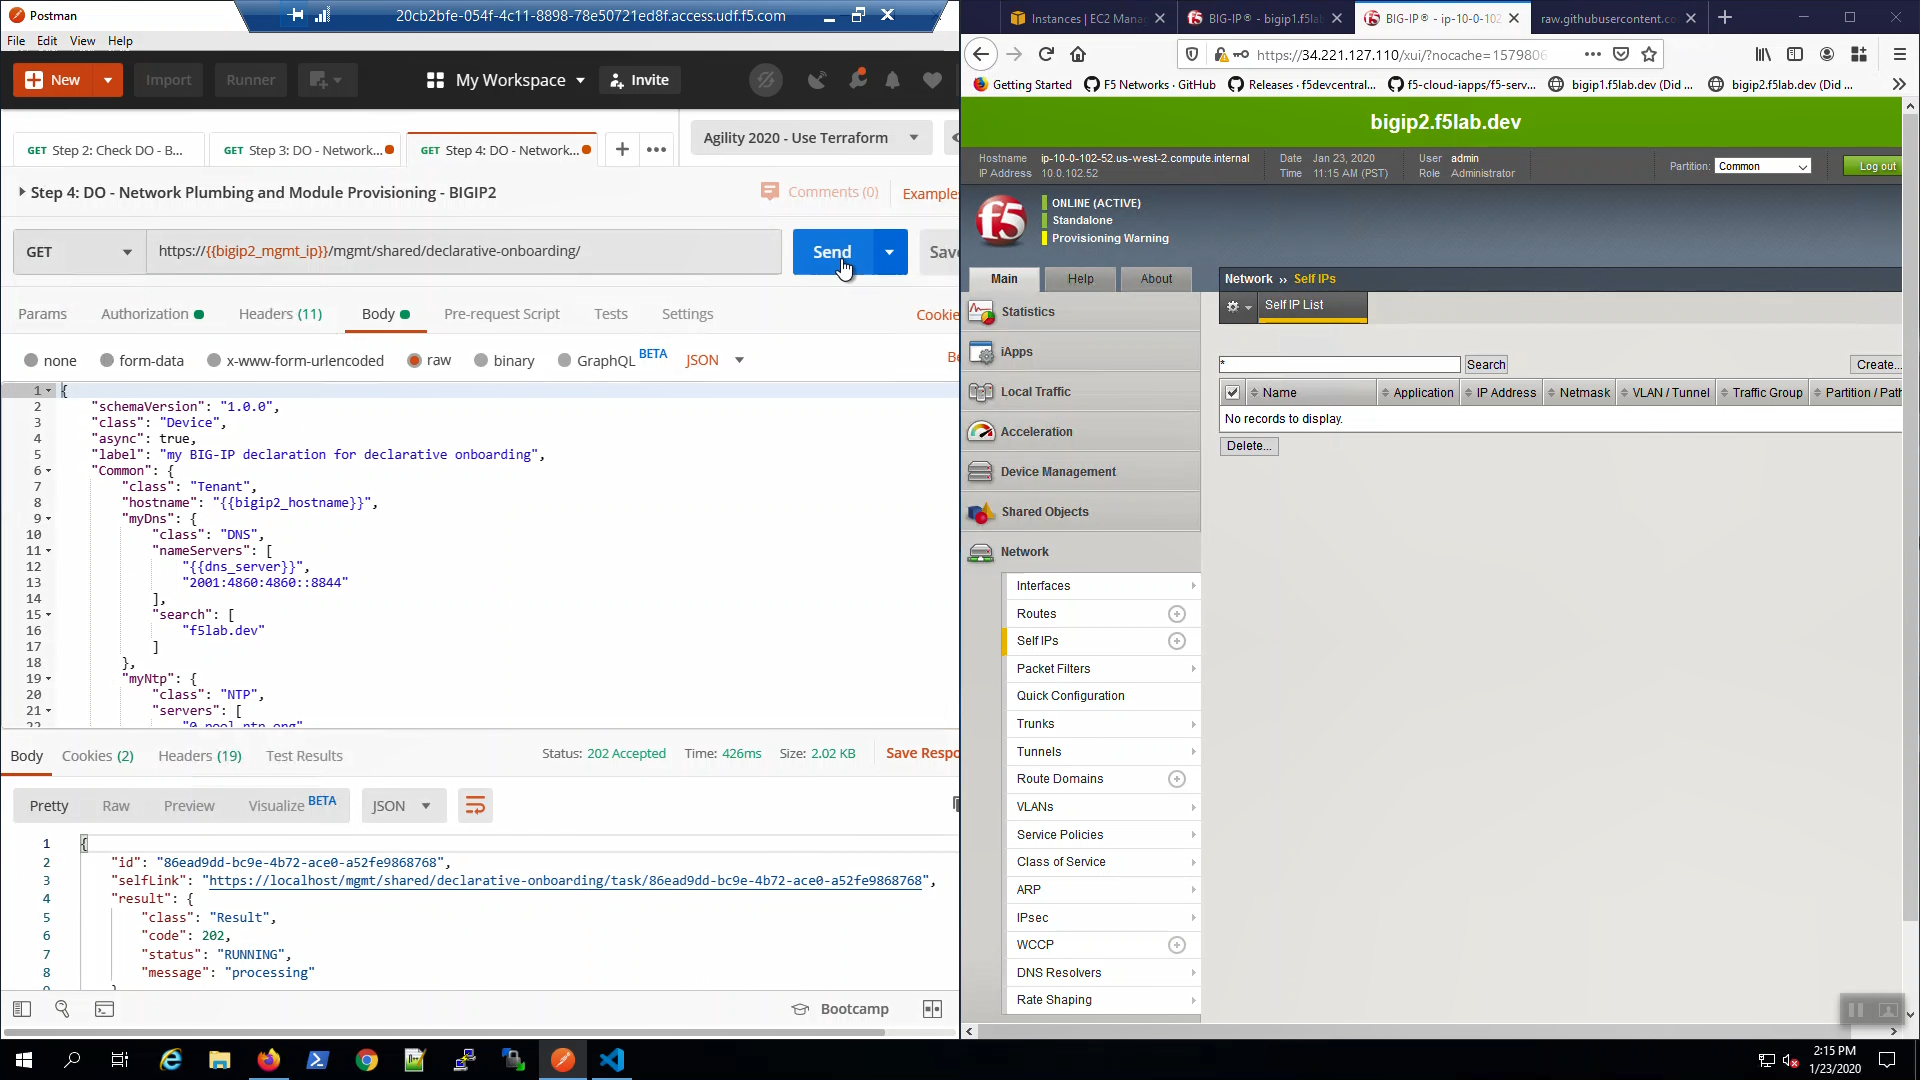 Postman
20cb2bfe-054f-4c11-8898-78e50721ed8f.access.udf.f5.com
File Edit View Help
New Import Runner My Workspace Invite
GET Step 2: Check DO - B...
GET Step 3: DO - Network...
GET Step 4: DO - Network...
Agility 2020 - Use Terraform
Step 4: DO - Network Plumbing and Module Provisioning - BIGIP2
Comments (0) Examples
GET https://{{bigip2_mgmt_ip}}/mgmt/shared/declarative-onboarding/ Send Save
Params Authorization Headers (11) Body Pre-request Script Tests Settings Cookie
none form-data x-www-form-urlencoded raw binary GraphQL BETA JSON Be
1 {
2 "schemaVersion": "1.0.0",
3 "class": "Device",
4 "async": true,
5 "label": "my BIG-IP declaration for declarative onboarding",
6 "Common": {
7 "class": "Tenant",
8 "hostname": "{{bigip2_hostname}}",
9 "myDns": {
10 "class": "DNS",
11 "nameServers": [
12 "{{dns_server}}",
13 "2001:4860:4860::8844"
14 ],
15 "search": [
16 "f5lab.dev"
17 ]
18 },
19 "myNtp": {
20 "class": "NTP",
21 "servers": [
22 "0.pool.ntp.org"
Body Cookies (2) Headers (19) Test Results Status: 202 Accepted Time: 426ms Size: 2.02 KB Save Respo
Pretty Raw Preview Visualize BETA JSON
1 {
2 "id": "86ead9dd-bc9e-4b72-ace0-a52fe9868768",
3 "selfLink": "https://localhost/mgmt/shared/declarative-onboarding/task/86ead9dd-bc9e-4b72-ace0-a52fe9868768",
4 "result": {
5 "class": "Result",
6 "code": 202,
7 "status": "RUNNING",
8 "message": "processing"
Bootcamp
Instances | EC2 Mana
BIG-IP® - bigip1.f5lab
BIG-IP® - ip-10-0-102
raw.githubusercontent.co
https://34.221.127.110/xui/?nocache=1579806
Getting Started F5 Networks · GitHub Releases · f5devcentral... f5-cloud-iapps/f5-serv... bigip1.f5lab.dev (Did ... bigip2.f5lab.dev (Did ...
bigip2.f5lab.dev
Hostname ip-10-0-102-52.us-west-2.compute.internal Date Jan 23, 2020 User admin
IP Address 10.0.102.52 Time 11:15 AM (PST) Role Administrator
Partition: Common Log out
f5
ONLINE (ACTIVE)
Standalone
Provisioning Warning
Main Help About
Network » Self IPs
Self IP List
Statistics
iApps
Local Traffic
Acceleration
Device Management
Shared Objects
Network
Interfaces
Routes
Self IPs
Packet Filters
Quick Configuration
Trunks
Tunnels
Route Domains
VLANs
Service Policies
Class of Service
ARP
IPsec
WCCP
DNS Resolvers
Rate Shaping
* Search Create...
Name Application IP Address Netmask VLAN / Tunnel Traffic Group Partition / Path
No records to display.
Delete...
2:15 PM
1/23/2020